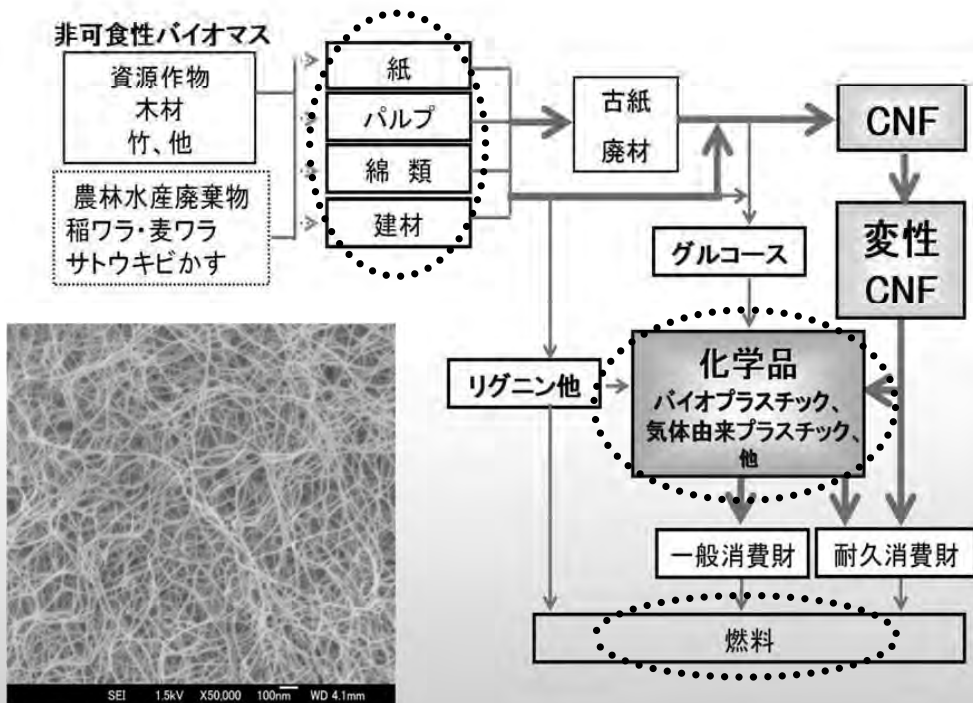 非可食性バイオマス
資源作物
木材
竹、他
農林水産廃棄物
稲ワラ・麦ワラ
サトウキビかす
紙
パルプ
綿 類
建材
古紙
廃材
CNF
変性
CNF
グルコース
リグニン他
化学品
バイオプラスチック、
気体由来プラスチック、
他
一般消費財
耐久消費財
燃料
SEI 1.5kV X50,000 100nm WD 4.1mm